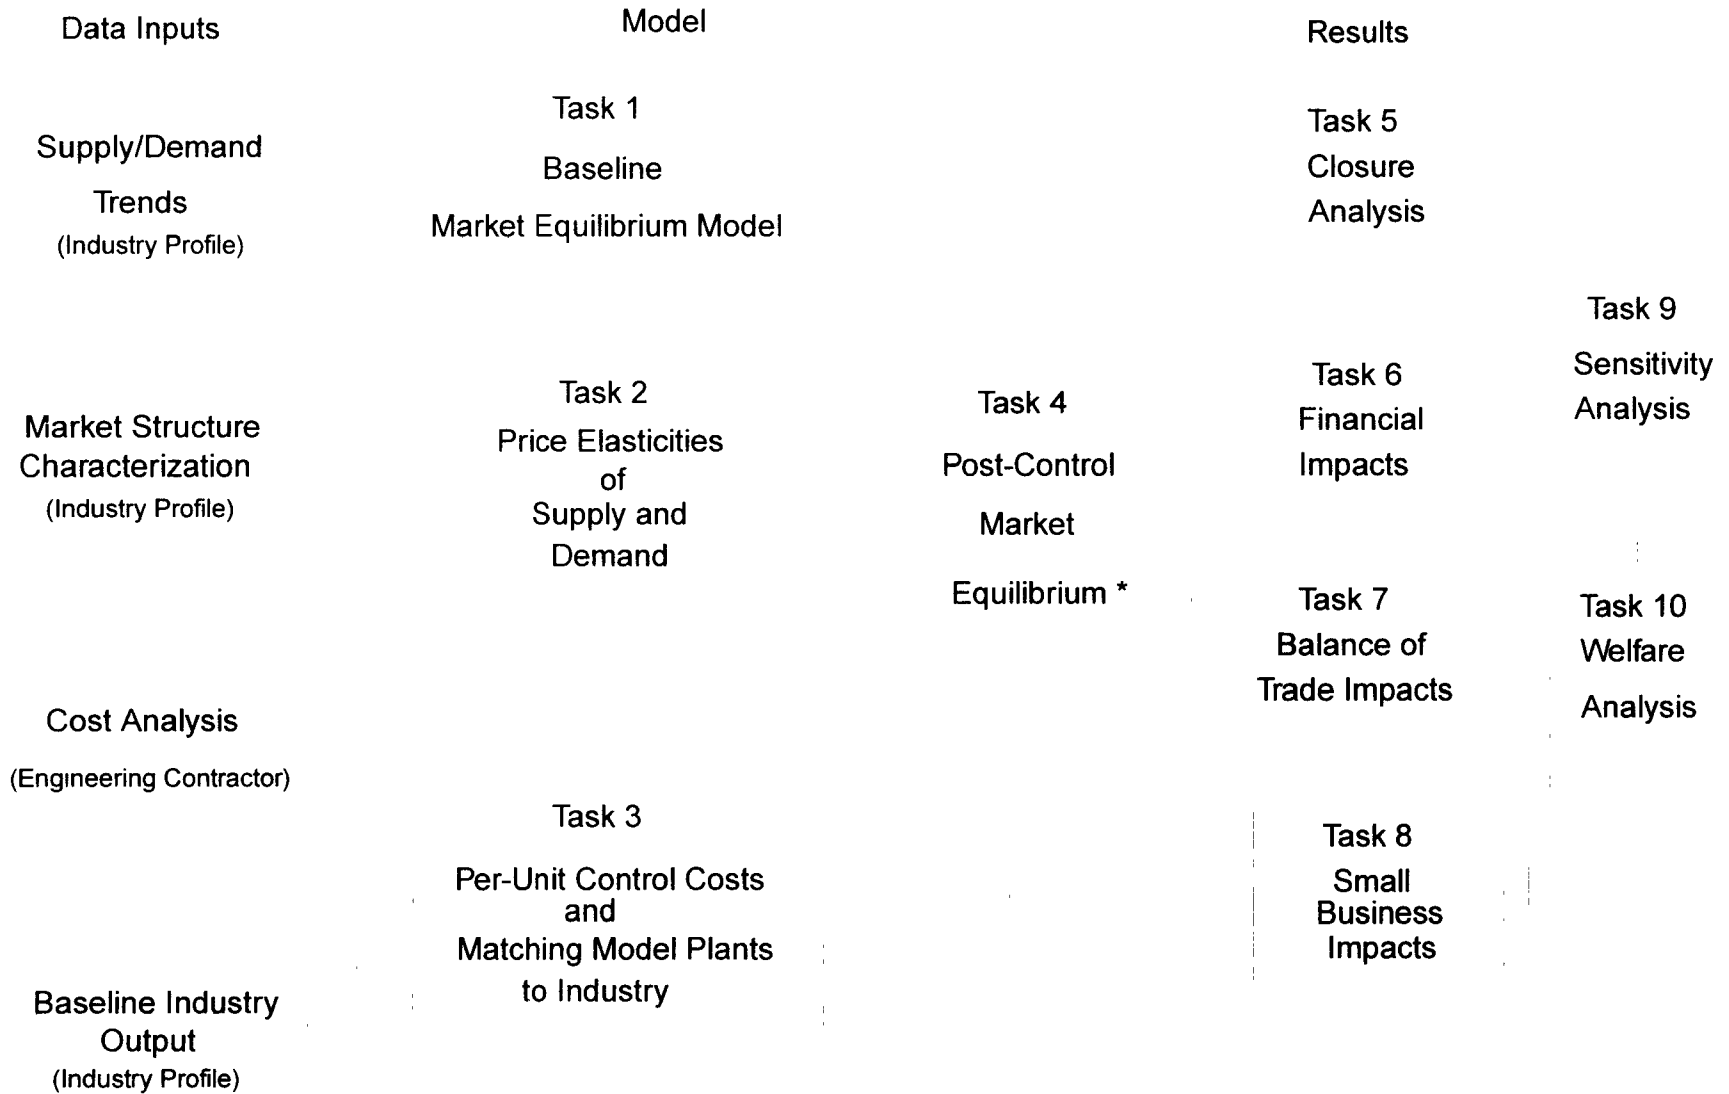 Data Inputs
Model
Results
Supply/Demand
Trends
(Industry Profile)
Market Structure
Characterization
(Industry Profile)
Cost Analysis
(Engineering Contractor)
Baseline Industry
Output
(Industry Profile)
Task 1
Baseline
Market Equilibrium Model
Task 2
Price Elasticities
of
Supply and
Demand
Task 3
Per-Unit Control Costs
and
Matching Model Plants
to Industry
Task 4
Post-Control
Market
Equilibrium *
Task 5
Closure
Analysis
Task 6
Financial
Impacts
Task 7
Balance of
Trade Impacts
Task 8
Small
Business
Impacts
Task 9
Sensitivity
Analysis
Task 10
Welfare
Analysis